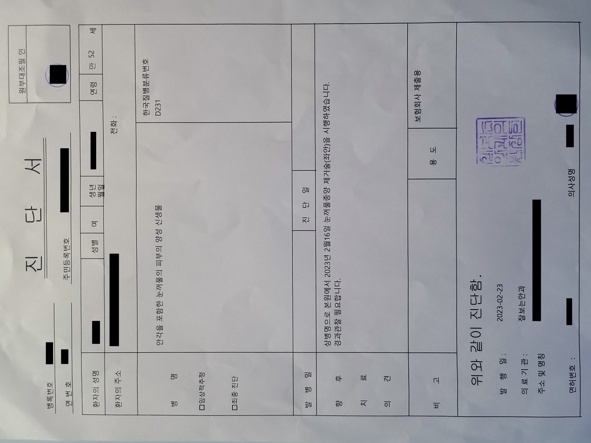 원부대조필 인
진 단 서
병록번호
연 번 호
주민등록번호
환자의 성명
성별 여
생년월일
연령 만 52 세
환자의 주소
전화 :
병 명
□임상적추정
□최종 진단
안각을 포함한 눈꺼풀의 피부의 양성 신생물
한국질병분류번호
D231
발 병 일
진 단 일
향 후 치 료 의 견
상병명으로 본원에서 2023년 2월16일 눈꺼풀종양 제거술(좌안)을 시행하였습니다.
경과관찰 필요합니다.
비 고
용 도
보험회사 제출용
위와 같이 진단함.
발 행 일 : 2023-02-23
의 료 기 관 : 잘보는안과
주소 및 명칭
면허번호 :
의사성명